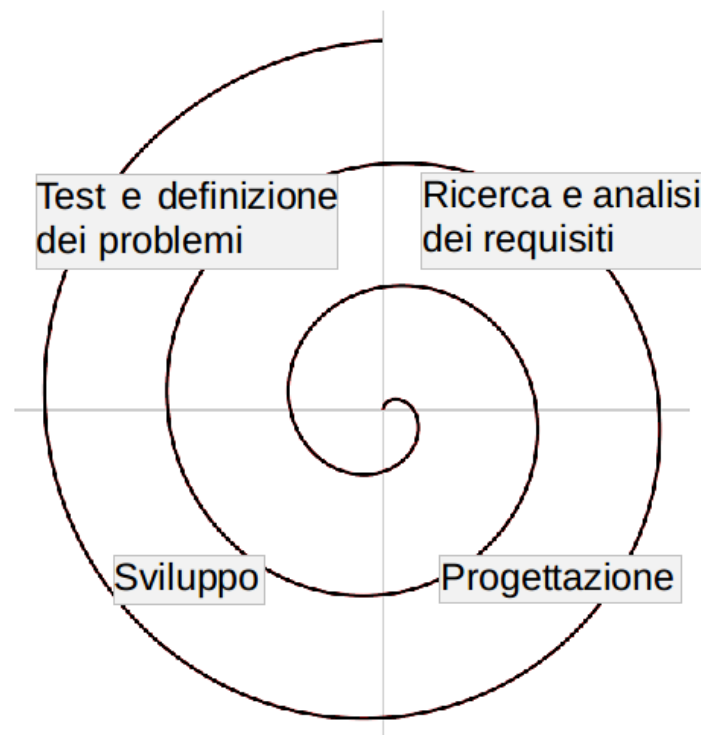 Test e definizione
dei problemi
Ricerca e analisi
dei requisiti
Sviluppo
Progettazione